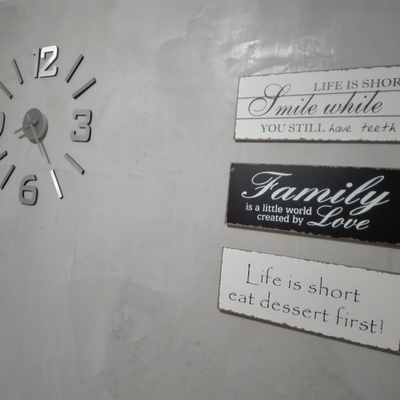 12
3
6
LIFE IS SHOR
Smile while
YOU STILL have teeth
Family
is a little world
created by Love
Life is short
eat dessert first!